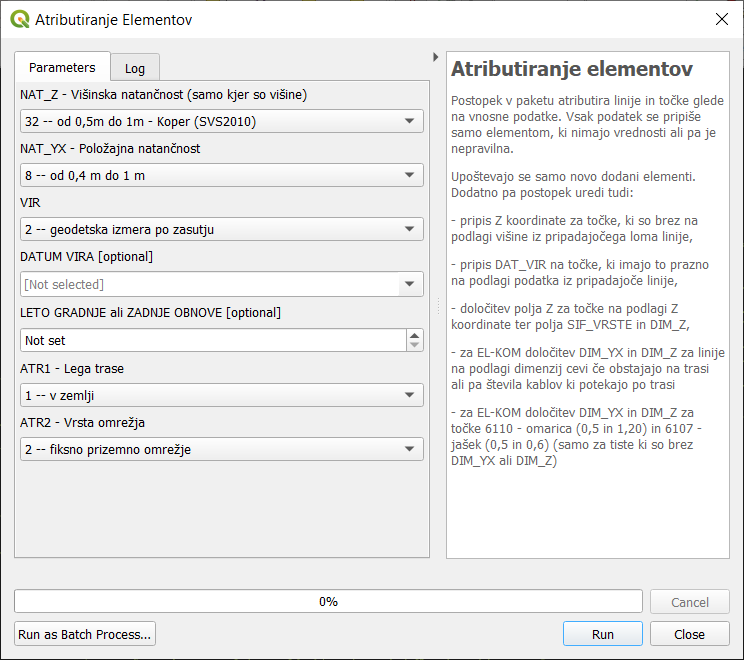 Atributiranje Elementov
Parameters
Log
NAT_Z - Višinska natančnost (samo kjer so višine)
32 -- od 0,5m do 1m - Koper (SVS2010)
NAT_YX - Položajna natančnost
8 -- od 0,4 m do 1 m
VIR
2 -- geodetska izmera po zasutju
DATUM VIRA [optional]
[Not selected]
LETO GRADNJE ali ZADNJE OBNOVE [optional]
Not set
ATR1 - Lega trase
1 -- v zemlji
ATR2 - Vrsta omrežja
2 -- fiksno prizemno omrežje
Atributiranje elementov
Postopek v paketu atributira linije in točke glede
na vnosne podatke. Vsak podatek se pripiše
samo elementom, ki nimajo vrednosti ali pa je
nepravilna.
Upoštevajo se samo novo dodani elementi.
Dodatno pa postopek uredi tudi:
- pripis Z koordinate za točke, ki so brez na
podlagi višine iz pripadajočega loma linije,
- pripis DAT_VIR na točke, ki imajo to prazno
na podlagi podatka iz pripadajoče linije,
- določitev polja Z za točke na podlagi Z
koordinate ter polja SIF_VRSTE in DIM_Z,
- za EL-KOM določitev DIM_YX in DIM_Z za linije
na podlagi dimenzij cevi če obstajajo na trasi
ali pa števila kablov ki potekajo po trasi
- za EL-KOM določitev DIM_YX in DIM_Z za
točke 6110 - omarica (0,5 in 1,20) in 6107 -
jašek (0,5 in 0,6) (samo za tiste ki so brez
DIM_YX ali DIM_Z)
0%
Cancel
Run as Batch Process...
Run
Close